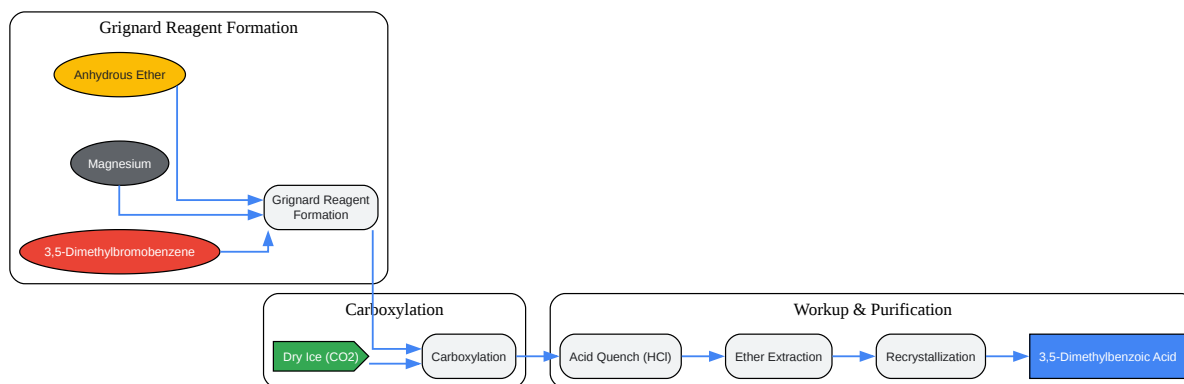 Grignard Reagent Formation
Anhydrous Ether
Magnesium
Grignard Reagent
Formation
3,5-Dimethylbromobenzene
Carboxylation
Dry Ice (CO2)
Carboxylation
Workup & Purification
Acid Quench (HCl)
Ether Extraction
Recrystallization
3,5-Dimethylbenzoic Acid